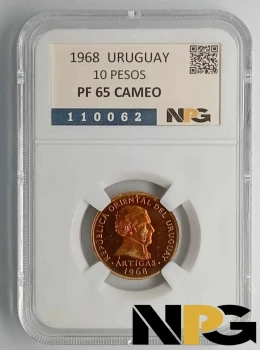 1968 URUGUAY
10 PESOS
PF 65 CAMEO
110062 NPG
REPUBLICA ORIENTAL DEL URUGUAY
ARTIGAS
1968
NPG